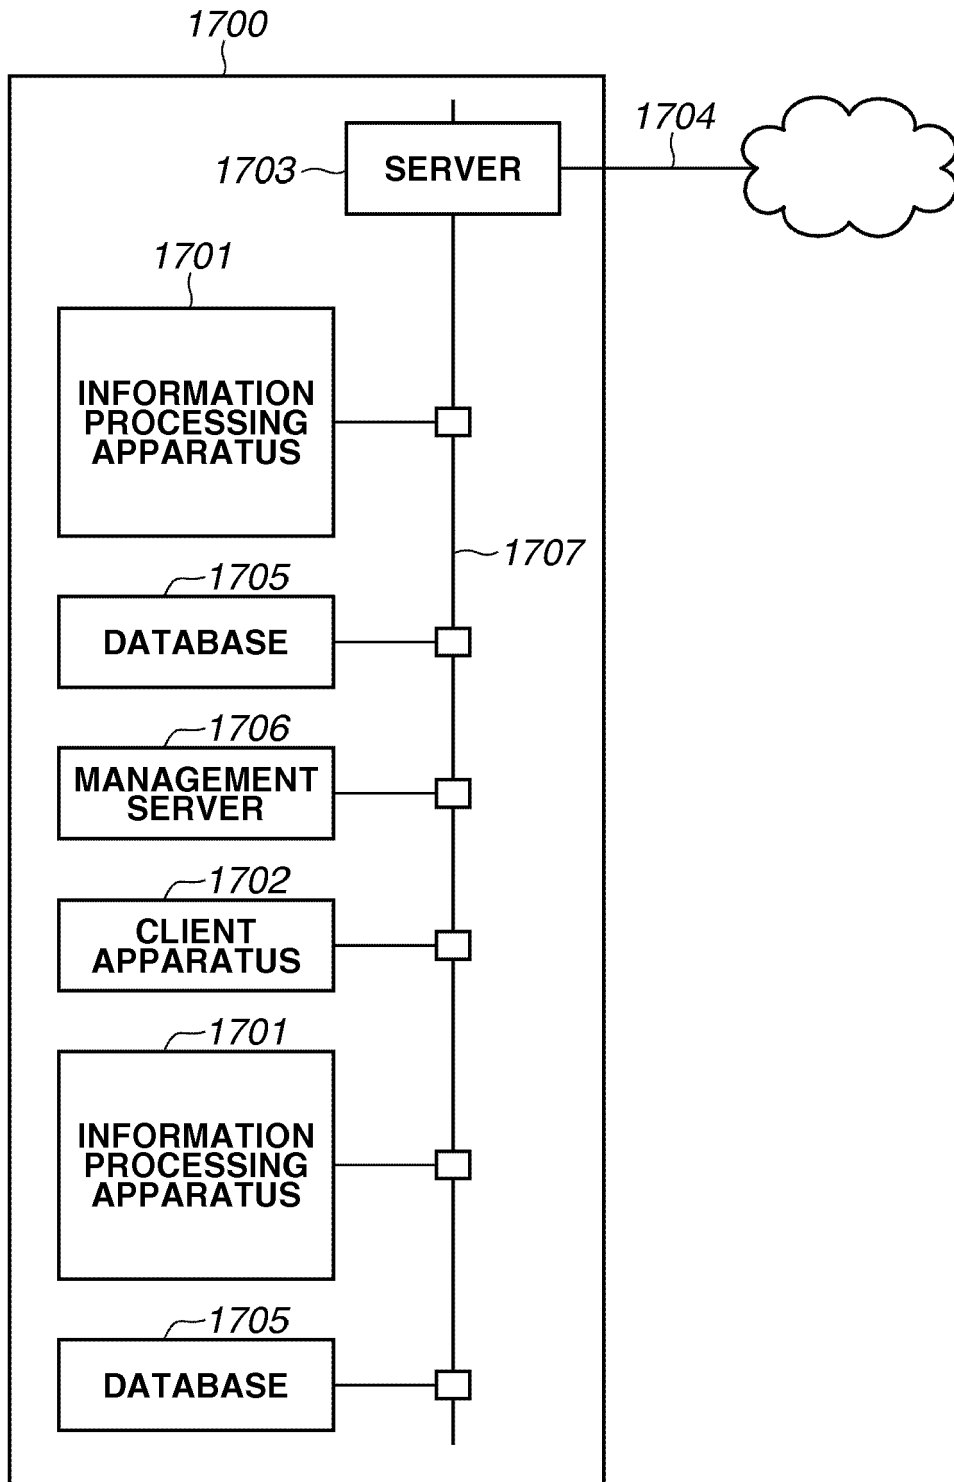 1700
1704
1703
SERVER
1701
INFORMATION
PROCESSING
APPARATUS
1707
1705
DATABASE
1706
MANAGEMENT
SERVER
1702
CLIENT
APPARATUS
1701
INFORMATION
PROCESSING
APPARATUS
1705
DATABASE